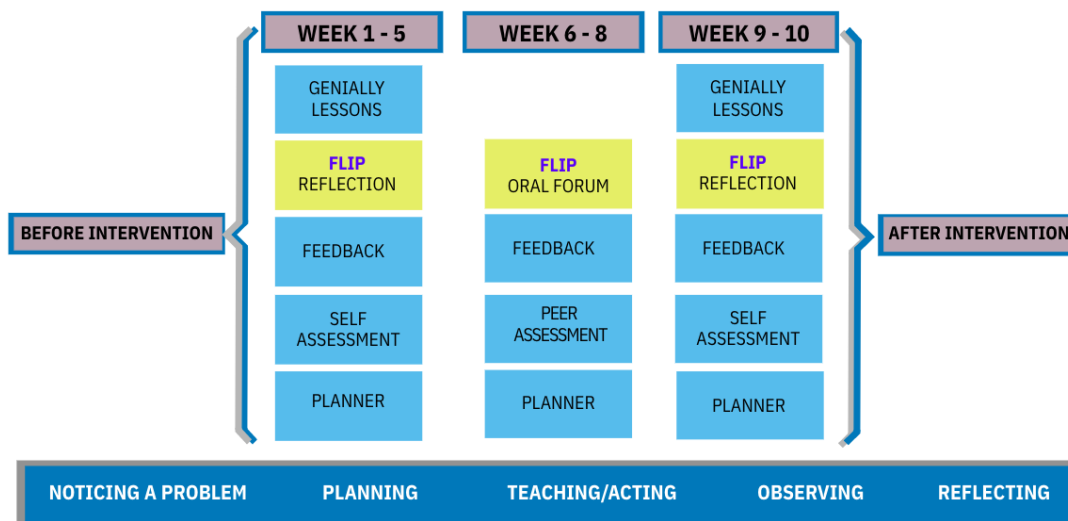 WEEK 1 - 5
WEEK 6 - 8
WEEK 9 - 10
GENIALLY
LESSONS
GENIALLY
LESSONS
FLIP
REFLECTION
FLIP
ORAL FORUM
FLIP
REFLECTION
BEFORE INTERVENTION
AFTER INTERVENTION
FEEDBACK
FEEDBACK
FEEDBACK
SELF
ASSESSMENT
PEER
ASSESSMENT
SELF
ASSESSMENT
PLANNER
PLANNER
PLANNER
NOTICING A PROBLEM
PLANNING
TEACHING/ACTING
OBSERVING
REFLECTING